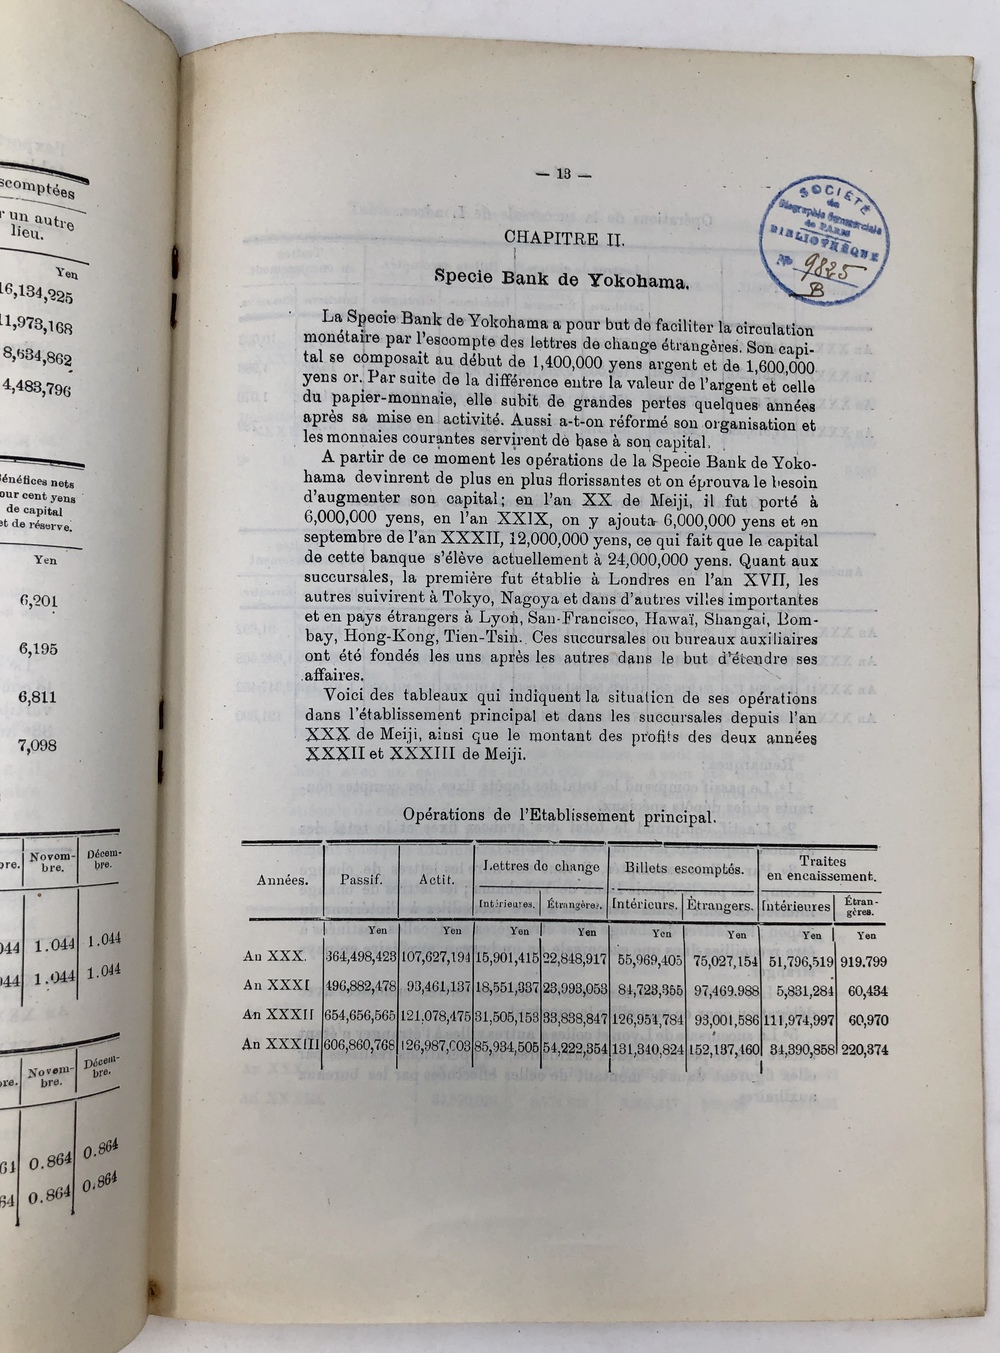 scomptées
r un autre
lieu.
Yen
16,134,225
11,973,168
8,634,862
4,483,796
énéfices nets
our cent yens
de capital
et de réserve.
Yen
6,201
6,195
6,811
7,098
bre. Novem-bre. Décem-bre.
044 1.044 1.044
044 1.044 1.044
bre. Novem-bre. Décem-bre.
61 0.864 0.864
64 0.864 0.864
— 13 —
SOCIÉTÉ
de
Géographie Commerciale
de PARIS
BIBLIOTHÈQUE
No 9825
B
CHAPITRE II.
Specie Bank de Yokohama.
La Specie Bank de Yokohama a pour but de faciliter la circulation
monétaire par l'escompte des lettres de change étrangères. Son capi-
tal se composait au début de 1,400,000 yens argent et de 1,600,000
yens or. Par suite de la différence entre la valeur de l'argent et celle
du papier-monnaie, elle subit de grandes pertes quelques années
après sa mise en activité. Aussi a-t-on réformé son organisation et
les monnaies courantes servirent de base à son capital.
A partir de ce moment les opérations de la Specie Bank de Yoko-
hama devinrent de plus en plus florissantes et on éprouva le besoin
d'augmenter son capital; en l'an XX de Meiji, il fut porté à
6,000,000 yens, en l'an XXIX, on y ajouta 6,000,000 yens et en
septembre de l'an XXXII, 12,000,000 yens, ce qui fait que le capital
de cette banque s'élève actuellement à 24,000,000 yens. Quant aux
succursales, la première fut établie à Londres en l'an XVII, les
autres suivirent à Tokyo, Nagoya et dans d'autres villes importantes
et en pays étrangers à Lyon, San-Francisco, Hawaï, Shangai, Bom-
bay, Hong-Kong, Tien-Tsin. Ces succursales ou bureaux auxiliaires
ont été fondés les uns après les autres dans le but d'étendre ses
affaires.
Voici des tableaux qui indiquent la situation de ses opérations
dans l'établissement principal et dans les succursales depuis l'an
XXX de Meiji, ainsi que le montant des profits des deux années
XXXII et XXXIII de Meiji.
Opérations de l'Etablissement principal.
Années. Passif. Actif. Lettres de change Billets escomptés. Traites en encaissement.
Intérieures. Étrangères. Intérieurs. Étrangers. Intérieures Étran-gères.
Yen Yen Yen Yen Yen Yen Yen Yen
An XXX. 364,498,423 107,627,194 15,901,415 22,848,917 55,969,405 75,027,154 51,796,519 919.799
An XXXI 496,882,478 93,461,137 18,551,337 23,993,053 84,723,355 97,469.988 5,831,284 60,434
An XXXII 654,656,565 121,078,475 31,505,153 33,838,847 126,954,784 93,001,586 111,974,997 60,970
An XXXIII 606,860,768 126,987,003 85,934,505 54,222,354 131,340,824 152,137,460 34,390,858 220,374